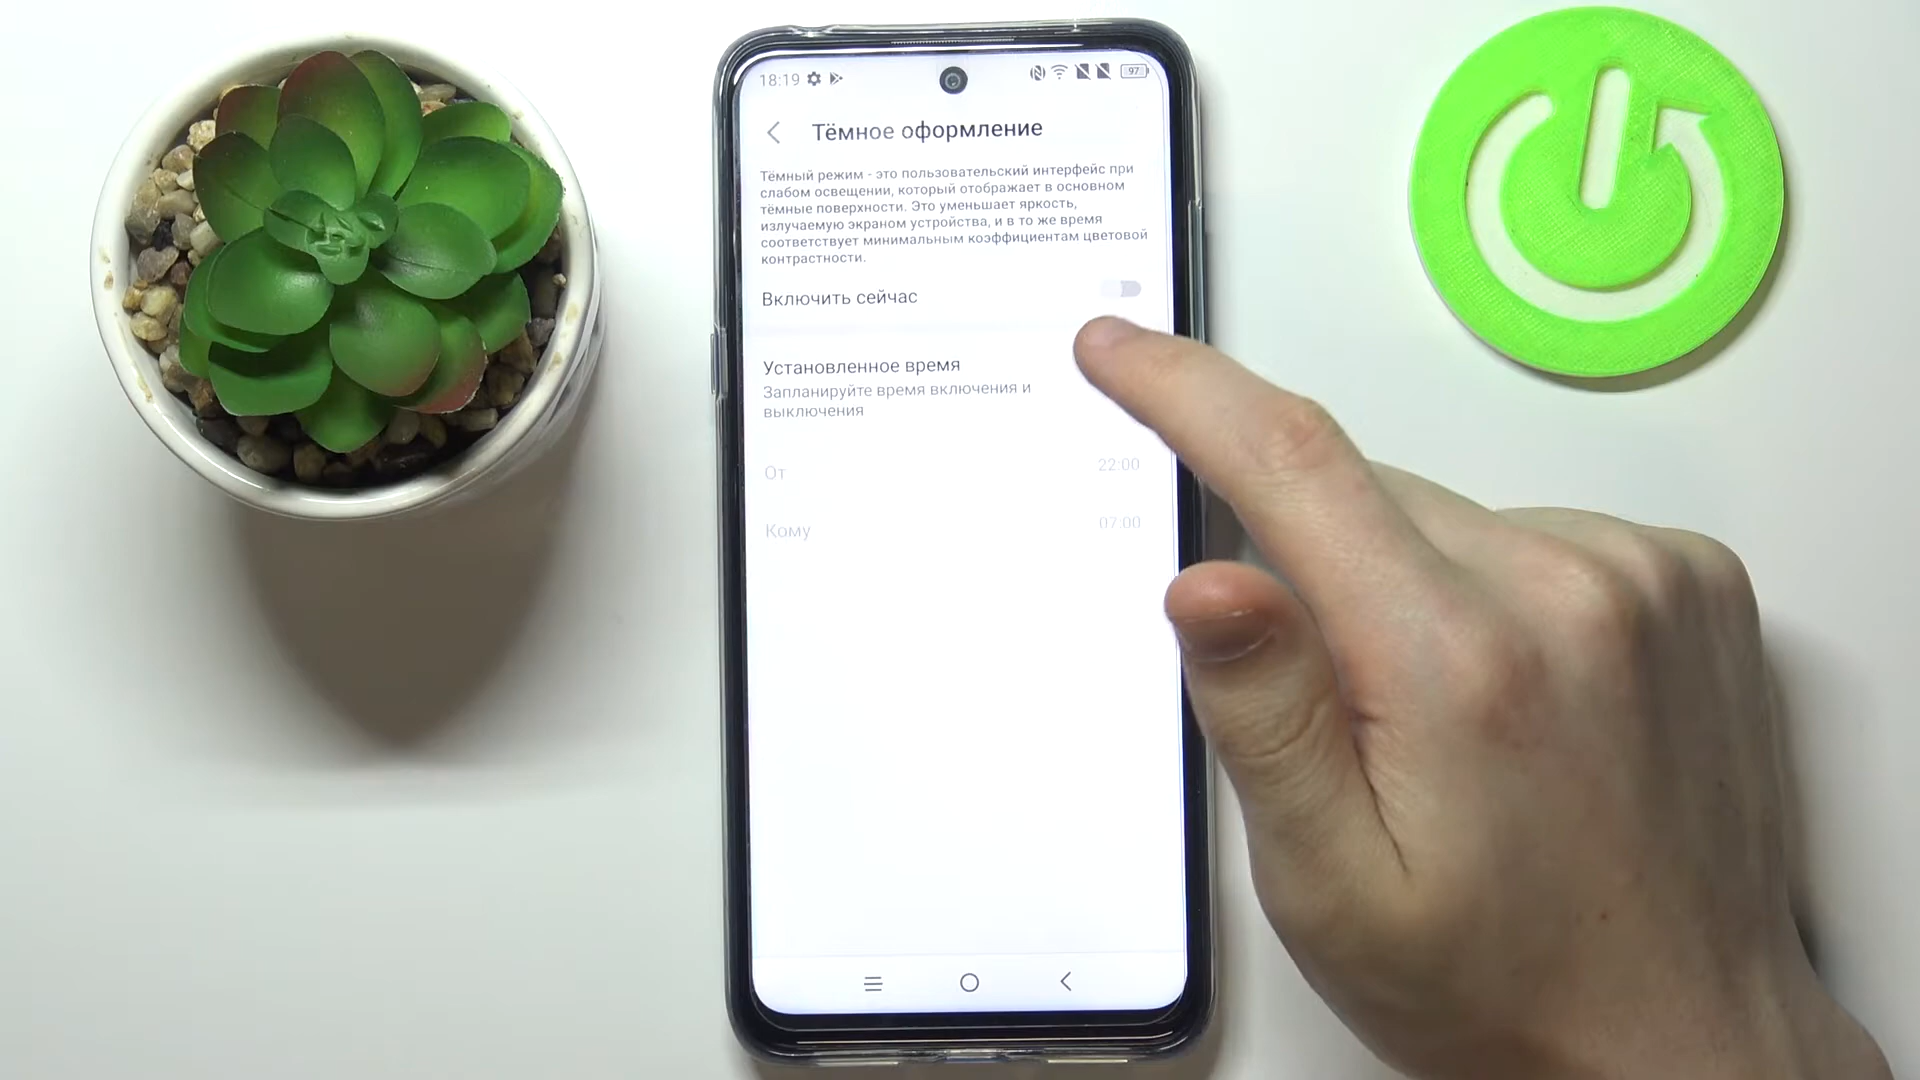 18:19
97
Тёмное оформление
Тёмный режим - это пользовательский интерфейс при
слабом освещении, который отображает в основном
тёмные поверхности. Это уменьшает яркость,
излучаемую экраном устройства, и в то же время
соответствует минимальным коэффициентам цветовой
контрастности.
Включить сейчас
Установленное время
Запланируйте время включения и
выключения
От 22:00
Кому 07:00